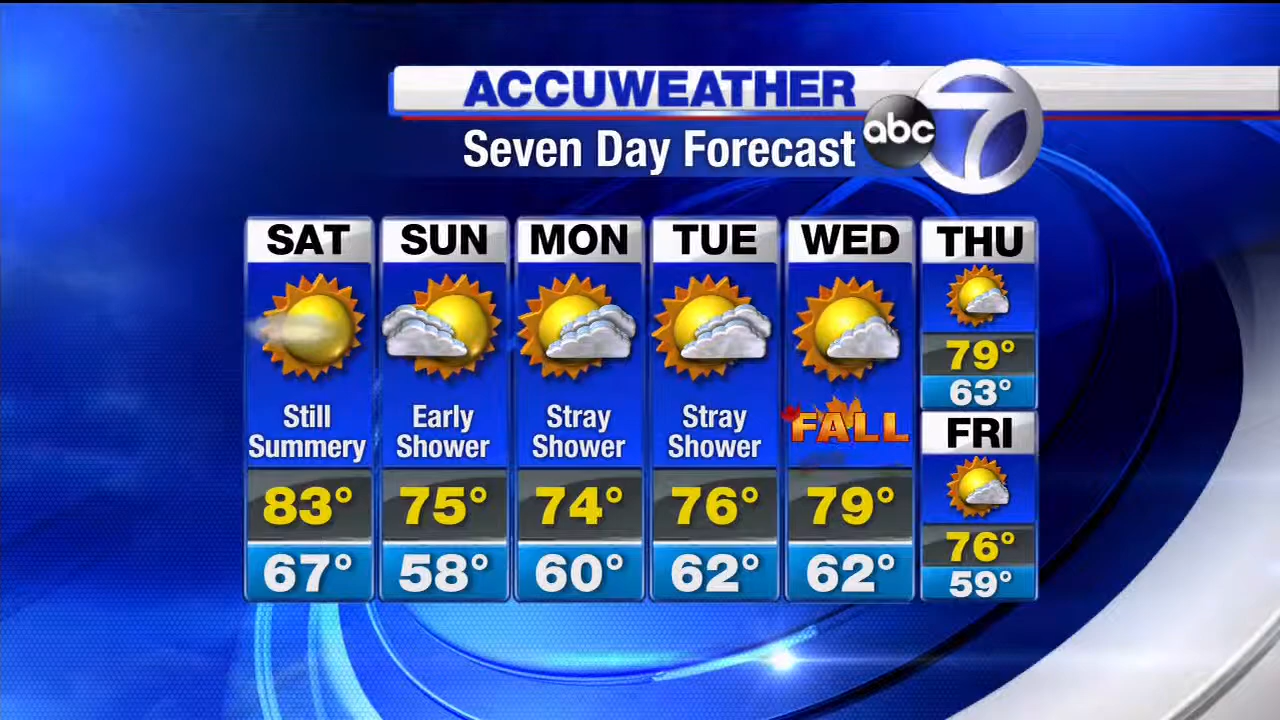 ACCUWEATHER
Seven Day Forecast
abc 7
SAT
Still
Summery
83°
67°
SUN
Early
Shower
75°
58°
MON
Stray
Shower
74°
60°
TUE
Stray
Shower
76°
62°
WED
FALL
79°
62°
THU
79°
63°
FRI
76°
59°